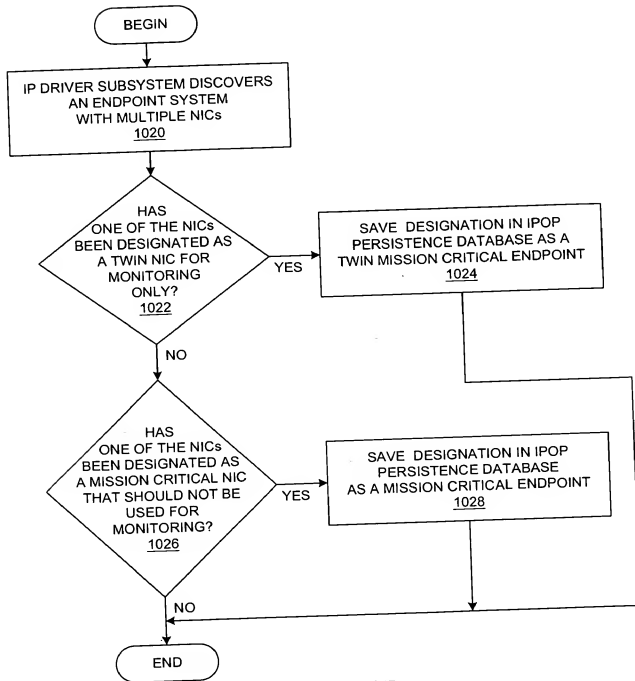 BEGIN
IP DRIVER SUBSYSTEM DISCOVERS
AN ENDPOINT SYSTEM
WITH MULTIPLE NICs
1020
HAS
ONE OF THE NICs
BEEN DESIGNATED AS
A TWIN NIC FOR
MONITORING
ONLY?
1022
YES
SAVE DESIGNATION IN IPOP
PERSISTENCE DATABASE AS A
TWIN MISSION CRITICAL ENDPOINT
1024
NO
HAS
ONE OF THE NICs
BEEN DESIGNATED AS
A MISSION CRITICAL NIC
THAT SHOULD NOT BE
USED FOR
MONITORING?
1026
YES
SAVE DESIGNATION IN IPOP
PERSISTENCE DATABASE
AS A MISSION CRITICAL ENDPOINT
1028
NO
END